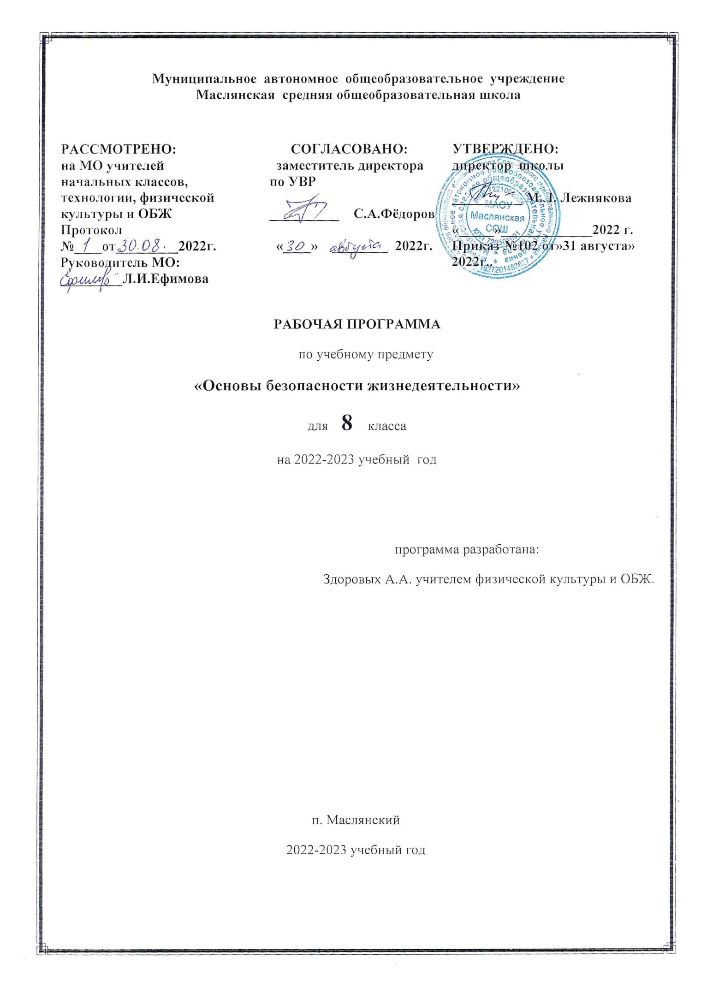 Муниципальное автономное общеобразовательное учреждение
Маслянская средняя общеобразовательная школа
РАССМОТРЕНО:
на МО учителей
начальных классов,
технологии, физической
культуры и ОБЖ
Протокол
№ 1 от 30.08. 2022г.
Руководитель МО:
Л.И.Ефимова
СОГЛАСОВАНО:
заместитель директора
по УВР
С.А.Фёдоров
«30» августа 2022г.
УТВЕРЖДЕНО:
директор школы
М.Л. Лежнякова
«_____»_____________2022 г.
Приказ №102 от»31 августа»
2022г..
МАОУ
Маслянская
СОШ
РАБОЧАЯ ПРОГРАММА
по учебному предмету
«Основы безопасности жизнедеятельности»
для 8 класса
на 2022-2023 учебный год
программа разработана:
Здоровых А.А. учителем физической культуры и ОБЖ.
п. Маслянский
2022-2023 учебный год